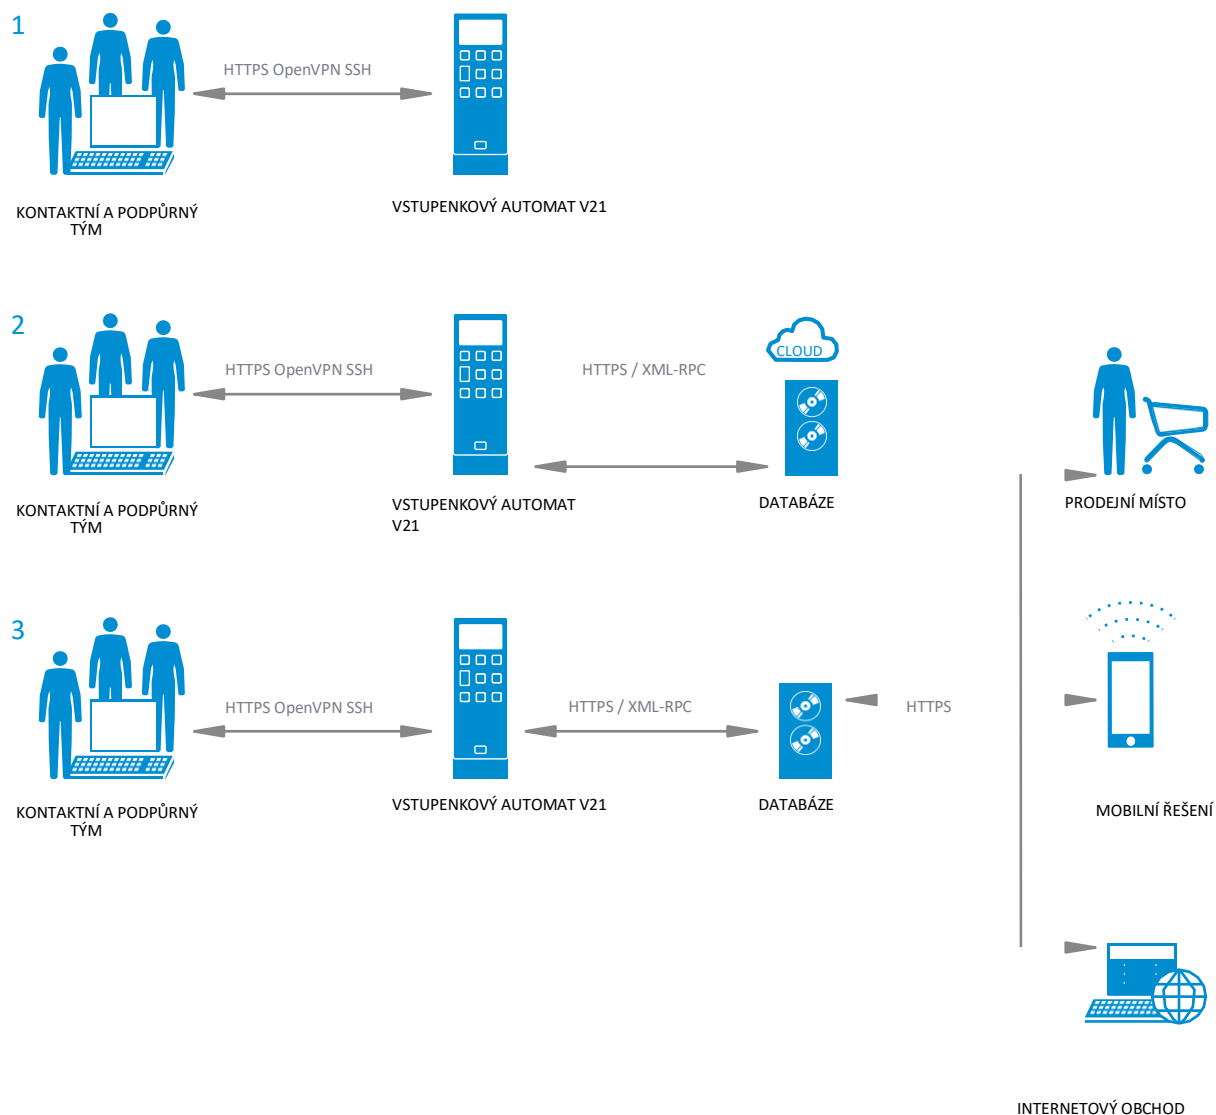 1
HTTPS OpenVPN SSH
KONTAKTNÍ A PODPŮRNÝ
TÝM
VSTUPENKOVÝ AUTOMAT V21
2
HTTPS OpenVPN SSH
HTTPS / XML-RPC
CLOUD
KONTAKTNÍ A PODPŮRNÝ
TÝM
VSTUPENKOVÝ AUTOMAT
V21
DATABÁZE
PRODEJNÍ MÍSTO
3
HTTPS OpenVPN SSH
HTTPS / XML-RPC
HTTPS
KONTAKTNÍ A PODPŮRNÝ
TÝM
VSTUPENKOVÝ AUTOMAT V21
DATABÁZE
MOBILNÍ ŘEŠENÍ
INTERNETOVÝ OBCHOD